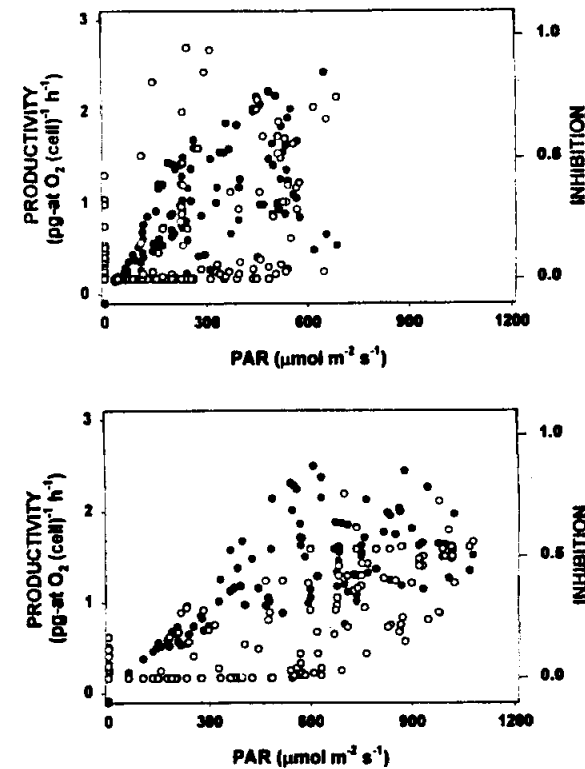 3
2
1
0
PRODUCTIVITY
(pg-at O₂ (cell)⁻¹ h⁻¹)
1.0
0.5
0.0
INHIBITION
0 300 600 900 1200
PAR (μmol m⁻² s⁻¹)
3
2
1
0
PRODUCTIVITY
(pg-at O₂ (cell)⁻¹ h⁻¹)
1.0
0.5
0.0
INHIBITION
0 300 600 900 1200
PAR (μmol m⁻² s⁻¹)